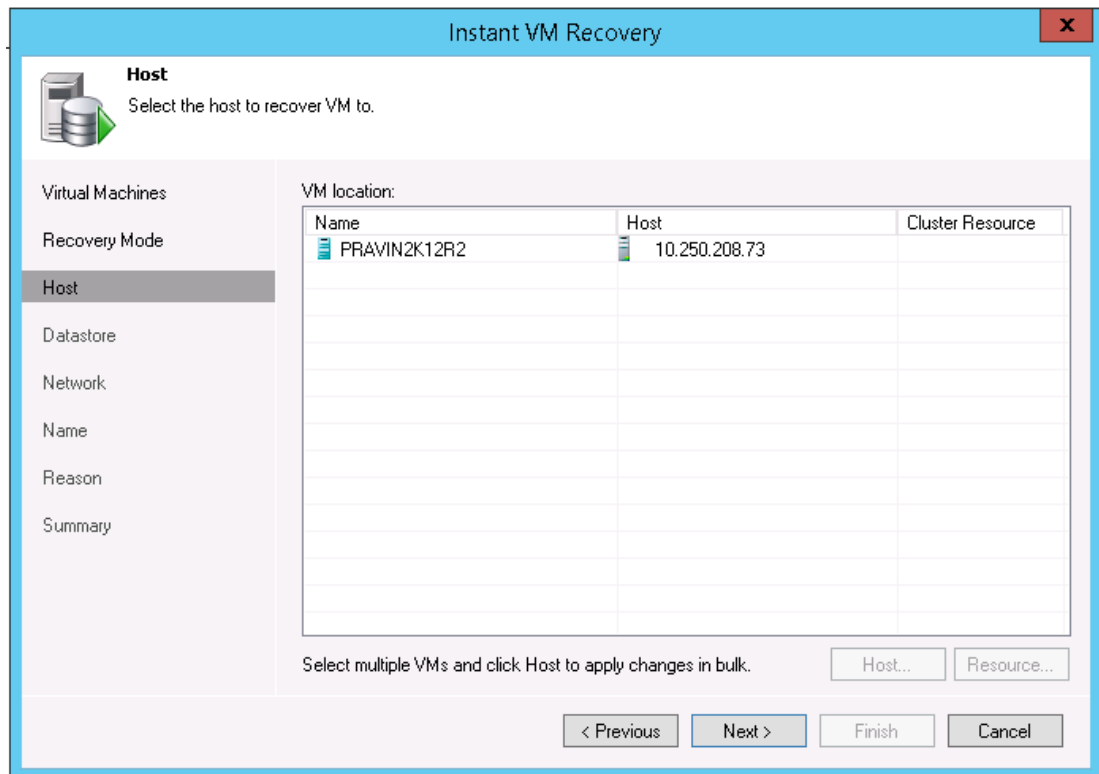 Instant VM Recovery
x
Host
Select the host to recover VM to.
Virtual Machines
Recovery Mode
Host
Datastore
Network
Name
Reason
Summary
VM location:
Name Host Cluster Resource
PRAVIN2K12R2 10.250.208.73
Select multiple VMs and click Host to apply changes in bulk.
Host... Resource...
< Previous Next > Finish Cancel